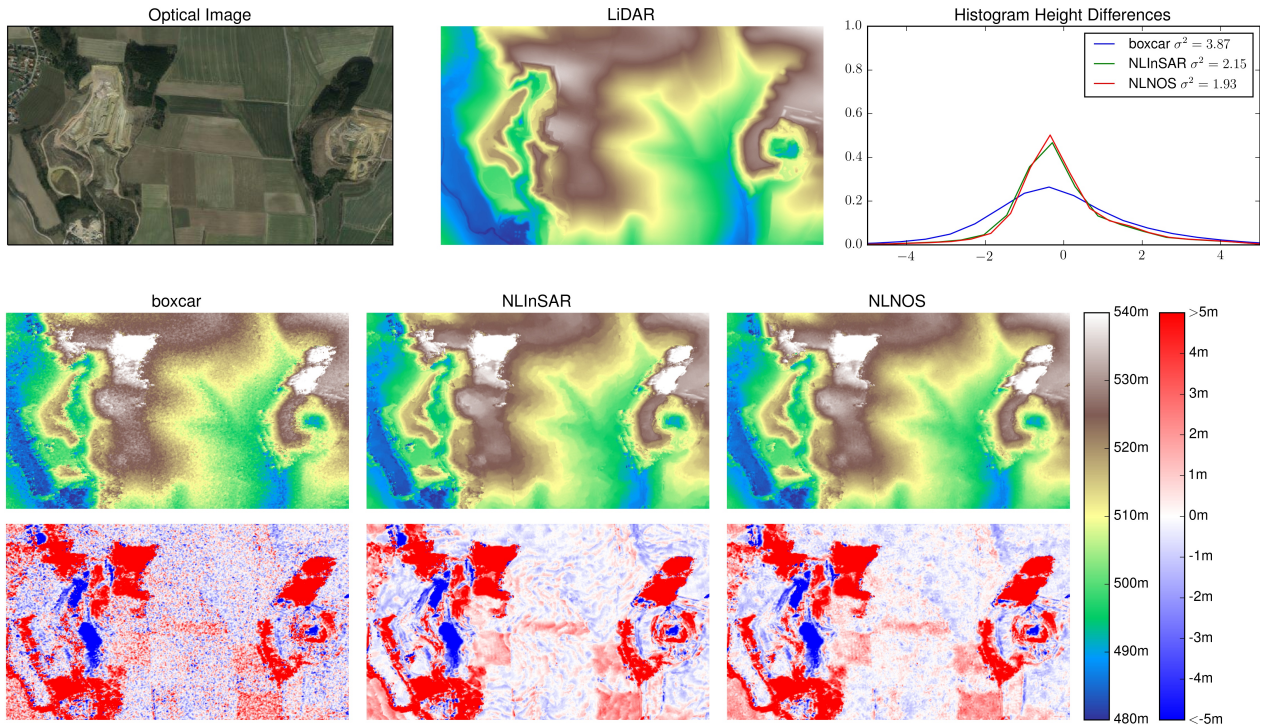 Optical Image
LiDAR
Histogram Height Differences
1.0
0.8
0.6
0.4
0.2
0.0
−4
−2
0
2
4
boxcar σ² = 3.87
NLInSAR σ² = 2.15
NLNOS σ² = 1.93
boxcar
NLInSAR
NLNOS
540m
530m
520m
510m
500m
490m
480m
>5m
4m
3m
2m
1m
0m
-1m
-2m
-3m
-4m
<-5m